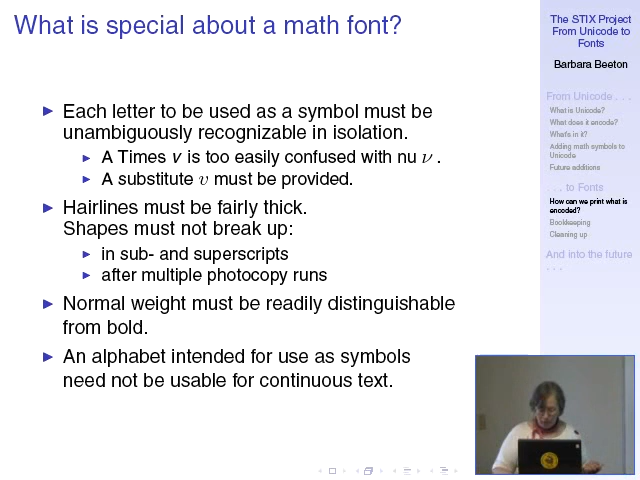 What is special about a math font?
Each letter to be used as a symbol must be
unambiguously recognizable in isolation.
A Times v is too easily confused with nu ν .
A substitute v must be provided.
Hairlines must be fairly thick.
Shapes must not break up:
in sub- and superscripts
after multiple photocopy runs
Normal weight must be readily distinguishable
from bold.
An alphabet intended for use as symbols
need not be usable for continuous text.
The STIX Project
From Unicode to
Fonts
Barbara Beeton
From Unicode . . .
What is Unicode?
What does it encode?
What's in it?
Adding math symbols to
Unicode
Future additions
. . . to Fonts
How can we print what is
encoded?
Bookkeeping
Cleaning up
And into the future
. . .